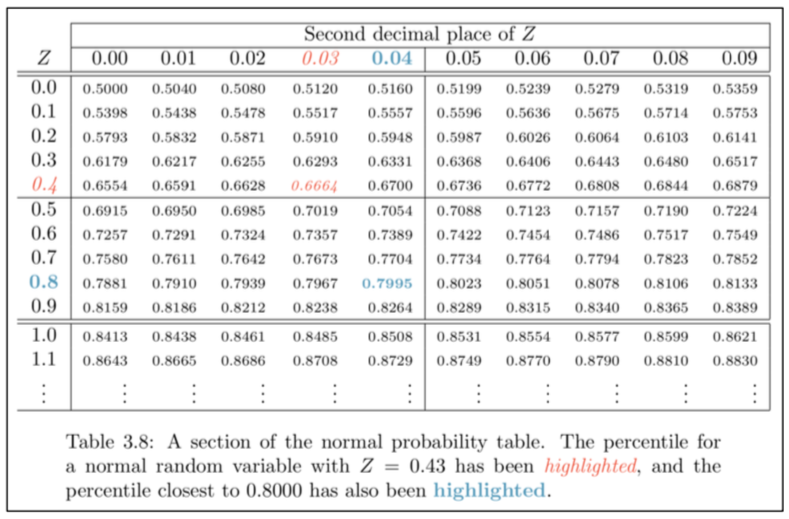 Second decimal place of Z
Z 0.00 0.01 0.02 0.03 0.04 0.05 0.06 0.07 0.08 0.09
0.0 0.5000 0.5040 0.5080 0.5120 0.5160 0.5199 0.5239 0.5279 0.5319 0.5359
0.1 0.5398 0.5438 0.5478 0.5517 0.5557 0.5596 0.5636 0.5675 0.5714 0.5753
0.2 0.5793 0.5832 0.5871 0.5910 0.5948 0.5987 0.6026 0.6064 0.6103 0.6141
0.3 0.6179 0.6217 0.6255 0.6293 0.6331 0.6368 0.6406 0.6443 0.6480 0.6517
0.4 0.6554 0.6591 0.6628 0.6664 0.6700 0.6736 0.6772 0.6808 0.6844 0.6879
0.5 0.6915 0.6950 0.6985 0.7019 0.7054 0.7088 0.7123 0.7157 0.7190 0.7224
0.6 0.7257 0.7291 0.7324 0.7357 0.7389 0.7422 0.7454 0.7486 0.7517 0.7549
0.7 0.7580 0.7611 0.7642 0.7673 0.7704 0.7734 0.7764 0.7794 0.7823 0.7852
0.8 0.7881 0.7910 0.7939 0.7967 0.7995 0.8023 0.8051 0.8078 0.8106 0.8133
0.9 0.8159 0.8186 0.8212 0.8238 0.8264 0.8289 0.8315 0.8340 0.8365 0.8389
1.0 0.8413 0.8438 0.8461 0.8485 0.8508 0.8531 0.8554 0.8577 0.8599 0.8621
1.1 0.8643 0.8665 0.8686 0.8708 0.8729 0.8749 0.8770 0.8790 0.8810 0.8830
⋮ ⋮ ⋮ ⋮ ⋮ ⋮ ⋮ ⋮ ⋮ ⋮ ⋮
Table 3.8: A section of the normal probability table. The percentile for
a normal random variable with Z = 0.43 has been highlighted, and the
percentile closest to 0.8000 has also been highlighted.